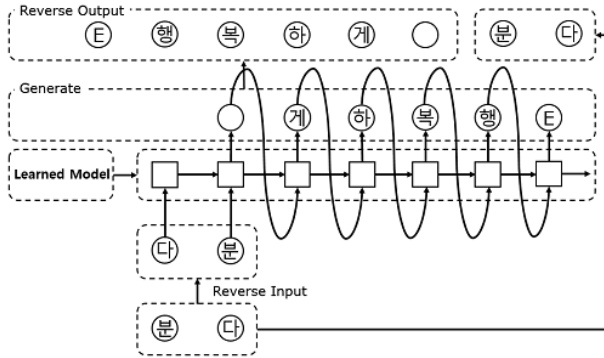 Reverse Output
E 행 복 하 게 분 다
Generate
게 하 복 행 E
Learned Model
다 분
Reverse Input
분 다